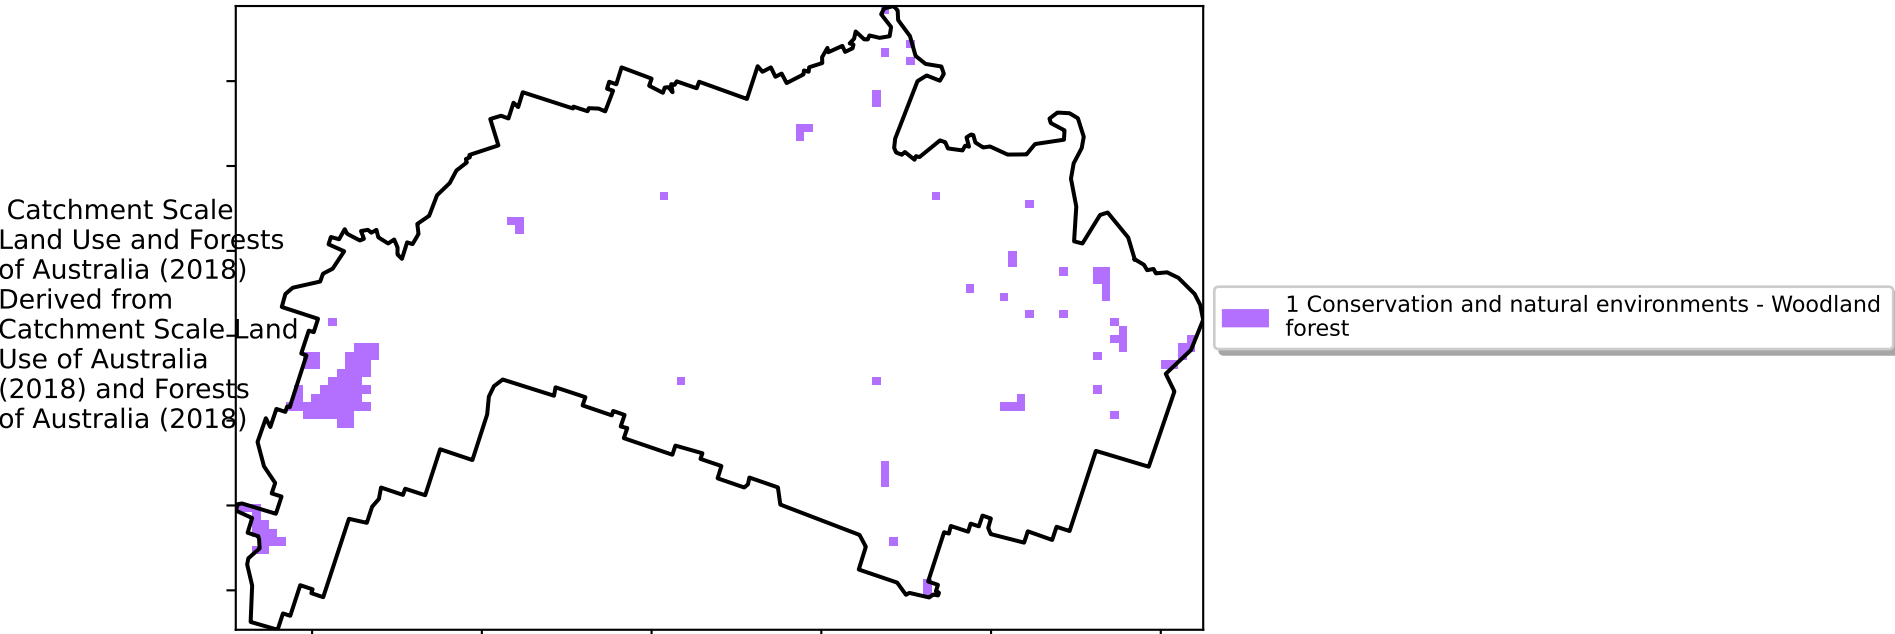 Catchment Scale
Land Use and Forests
of Australia (2018)
Derived from
Catchment Scale Land
Use of Australia
(2018) and Forests
of Australia (2018)
1 Conservation and natural environments - Woodland
forest